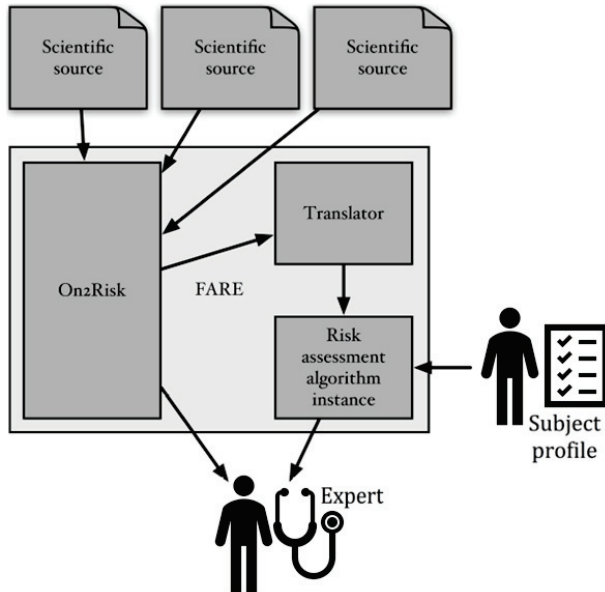 Scientific
source
Scientific
source
Scientific
source
On2Risk
Translator
FARE
Risk
assessment
algorithm
instance
Subject
profile
Expert